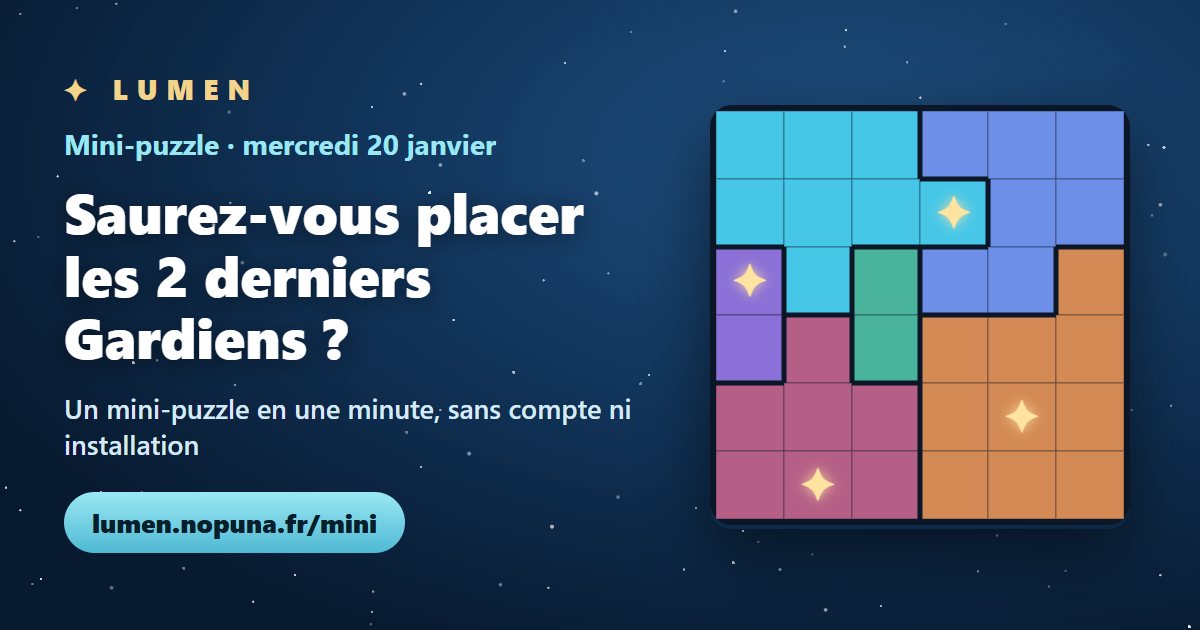 LUMEN
Mini-puzzle · mercredi 20 janvier
Saurez-vous placer
les 2 derniers
Gardiens ?
Un mini-puzzle en une minute, sans compte ni
installation
lumen.nopuna.fr/mini